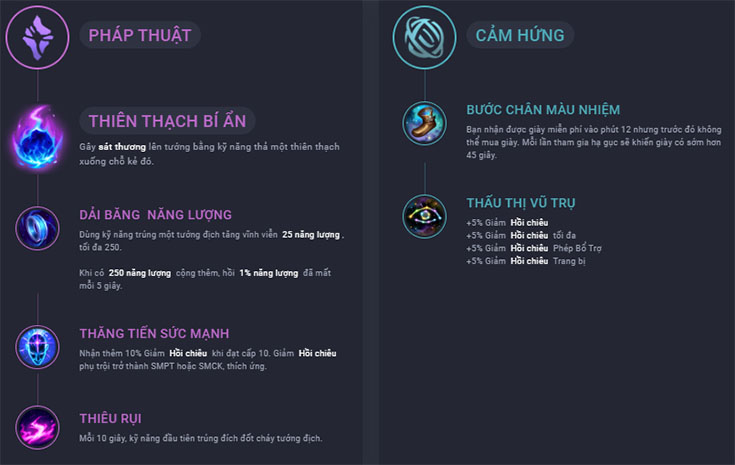 PHÁP THUẬT
THIÊN THẠCH BÍ ẨN
Gây sát thương lên tướng bằng kỹ năng thả một thiên thạch
xuống chỗ kẻ đó.
DẢI BĂNG NĂNG LƯỢNG
Dùng kỹ năng trúng một tướng địch tăng vĩnh viễn 25 năng lượng ,
tối đa 250.
Khi có 250 năng lượng cộng thêm, hồi 1% năng lượng đã mất
mỗi 5 giây.
THĂNG TIẾN SỨC MẠNH
Nhận thêm 10% Giảm Hồi chiêu khi đạt cấp 10. Giảm Hồi chiêu
phụ trội trở thành SMPT hoặc SMCK, thích ứng.
THIÊU RỤI
Mỗi 10 giây, kỹ năng đầu tiên trúng đích đốt cháy tướng địch.
CẢM HỨNG
BƯỚC CHÂN MÀU NHIỆM
Bạn nhận được giày miễn phí vào phút 12 nhưng trước đó không
thể mua giày. Mỗi lần tham gia hạ gục sẽ khiến giày có sớm hơn
45 giây.
THẤU THỊ VŨ TRỤ
+5% Giảm Hồi chiêu
+5% Giảm Hồi chiêu tối đa
+5% Giảm Hồi chiêu Phép Bổ Trợ
+5% Giảm Hồi chiêu Trang bị